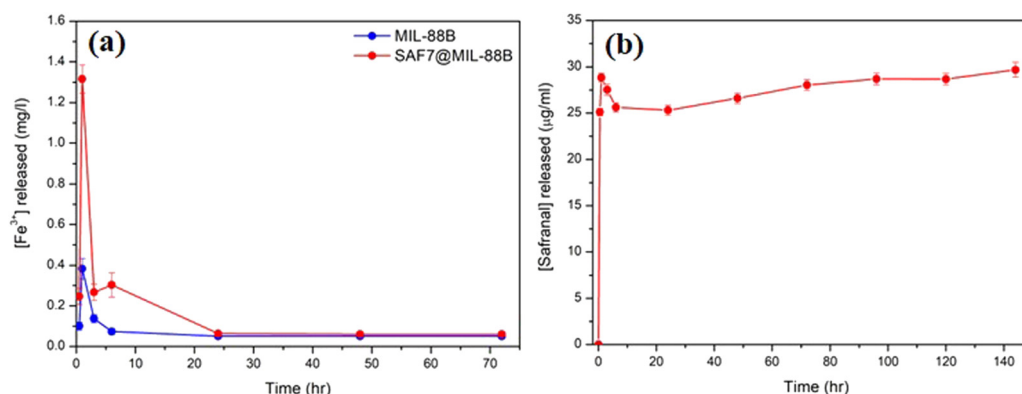 (a)
MIL-88B
SAF7@MIL-88B
[Fe³⁺] released (mg/l)
1.6
1.4
1.2
1.0
0.8
0.6
0.4
0.2
0.0
0 10 20 30 40 50 60 70
Time (hr)
(b)
[Safranal] released (µg/ml)
35
30
25
20
15
10
5
0
0 20 40 60 80 100 120 140
Time (hr)